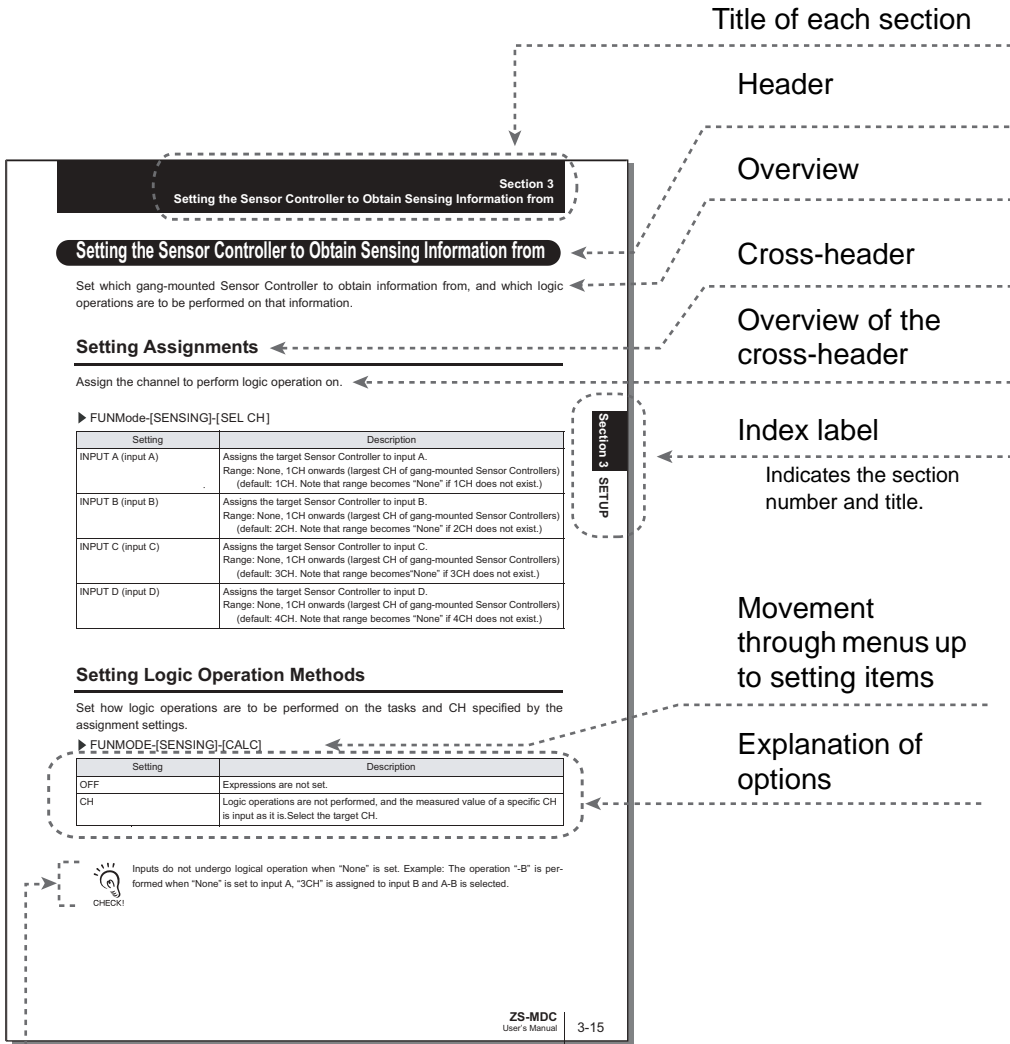 Title of each section
Header
Overview
Cross-header
Overview of the
cross-header
Index label
Indicates the section
number and title.
Movement
through menus up
to setting items
Explanation of
options
Section 3
Setting the Sensor Controller to Obtain Sensing Information from
Setting the Sensor Controller to Obtain Sensing Information from
Set which gang-mounted Sensor Controller to obtain information from, and which logic
operations are to be performed on that information.
Setting Assignments
Assign the channel to perform logic operation on.
▶ FUNMode-[SENSING]-[SEL CH]
Setting Description
INPUT A (input A) Assigns the target Sensor Controller to input A.
Range: None, 1CH onwards (largest CH of gang-mounted Sensor Controllers)
(default: 1CH. Note that range becomes “None” if 1CH does not exist.)
INPUT B (input B) Assigns the target Sensor Controller to input B.
Range: None, 1CH onwards (largest CH of gang-mounted Sensor Controllers)
(default: 2CH. Note that range becomes “None” if 2CH does not exist.)
INPUT C (input C) Assigns the target Sensor Controller to input C.
Range: None, 1CH onwards (largest CH of gang-mounted Sensor Controllers)
(default: 3CH. Note that range becomes“None” if 3CH does not exist.)
INPUT D (input D) Assigns the target Sensor Controller to input D.
Range: None, 1CH onwards (largest CH of gang-mounted Sensor Controllers)
(default: 4CH. Note that range becomes “None” if 4CH does not exist.)
Section 3 SETUP
Setting Logic Operation Methods
Set how logic operations are to be performed on the tasks and CH specified by the
assignment settings.
▶ FUNMODE-[SENSING]-[CALC]
Setting Description
OFF Expressions are not set.
CH Logic operations are not performed, and the measured value of a specific CH
is input as it is.Select the target CH.
Inputs do not undergo logical operation when “None” is set. Example: The operation “-B” is per-
formed when “None” is set to input A, “3CH” is assigned to input B and A-B is selected.
CHECK!
ZS-MDC
User's Manual
3-15